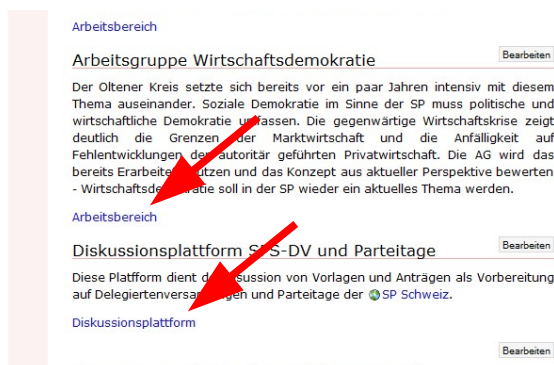 Arbeitsbereich
Arbeitsgruppe Wirtschaftsdemokratie
Bearbeiten
Der Oltener Kreis setzte sich bereits vor ein paar Jahren intensiv mit diesem
Thema auseinander. Soziale Demokratie im Sinne der SP muss politische und
wirtschaftliche Demokratie umfassen. Die gegenwärtige Wirtschaftskrise zeigt
deutlich die Grenzen der Marktwirtschaft und die Anfälligkeit auf
Fehlentwicklungen der autoritär geführten Privatwirtschaft. Die AG wird das
bereits Erarbeitete nutzen und das Konzept aus aktueller Perspektive bewerten
- Wirtschaftsdemokratie soll in der SP wieder ein aktuelles Thema werden.
Arbeitsbereich
Diskussionsplattform SPS-DV und Parteitage
Bearbeiten
Diese Plattform dient der Diskussion von Vorlagen und Anträgen als Vorbereitung
auf Delegiertenversammlungen und Parteitage der SP Schweiz.
Diskussionsplattform
Bearbeiten